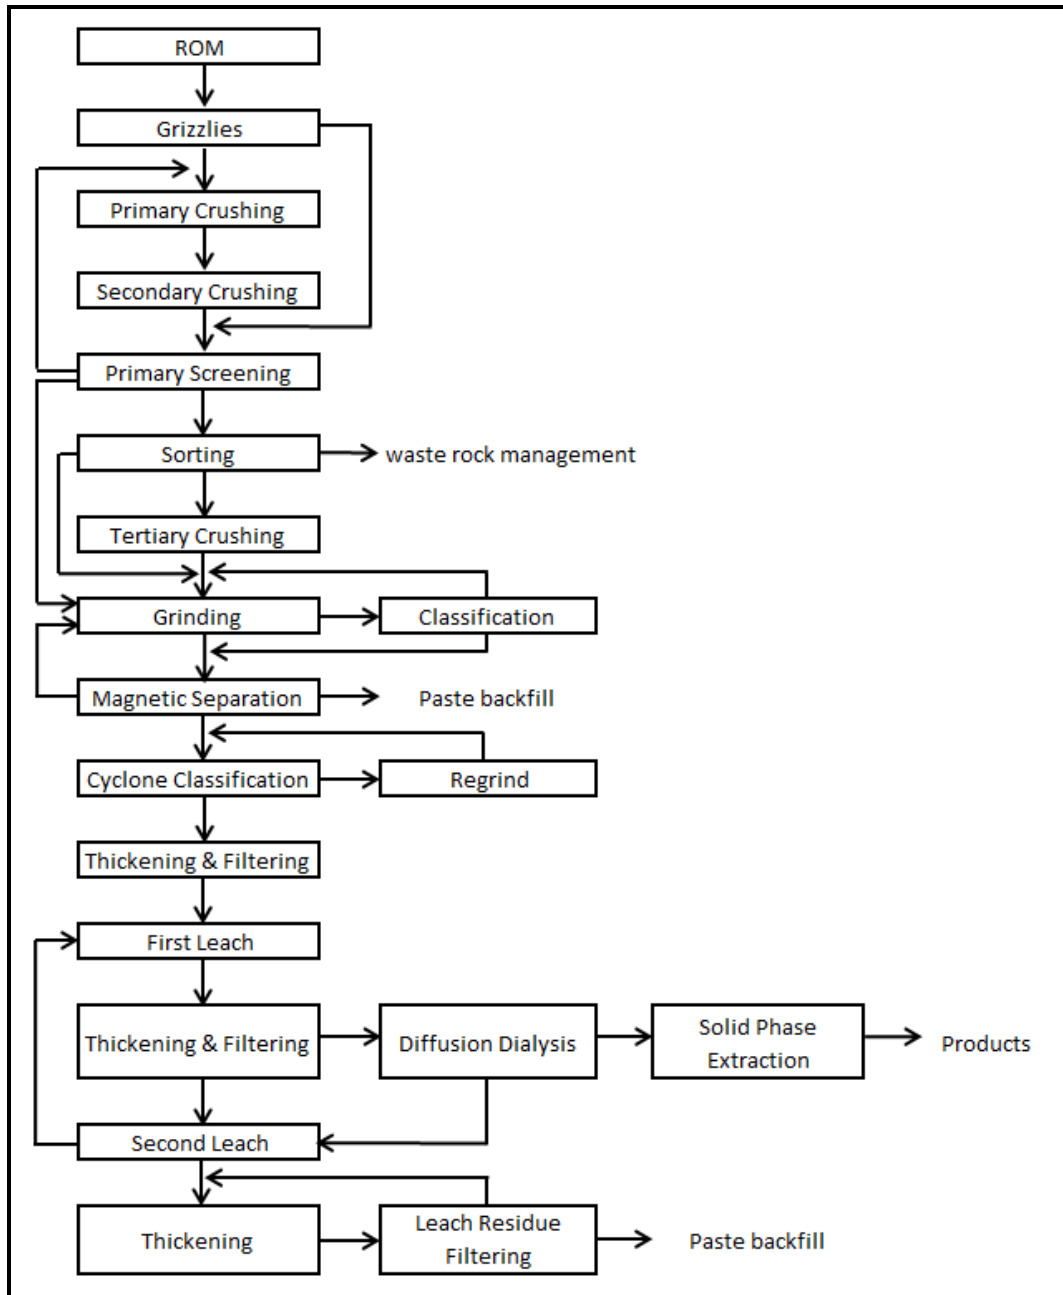 ROM
Grizzlies
Primary Crushing
Secondary Crushing
Primary Screening
Sorting
waste rock management
Tertiary Crushing
Grinding
Classification
Magnetic Separation
Paste backfill
Cyclone Classification
Regrind
Thickening & Filtering
First Leach
Thickening & Filtering
Diffusion Dialysis
Solid Phase
Extraction
Products
Second Leach
Thickening
Leach Residue
Filtering
Paste backfill